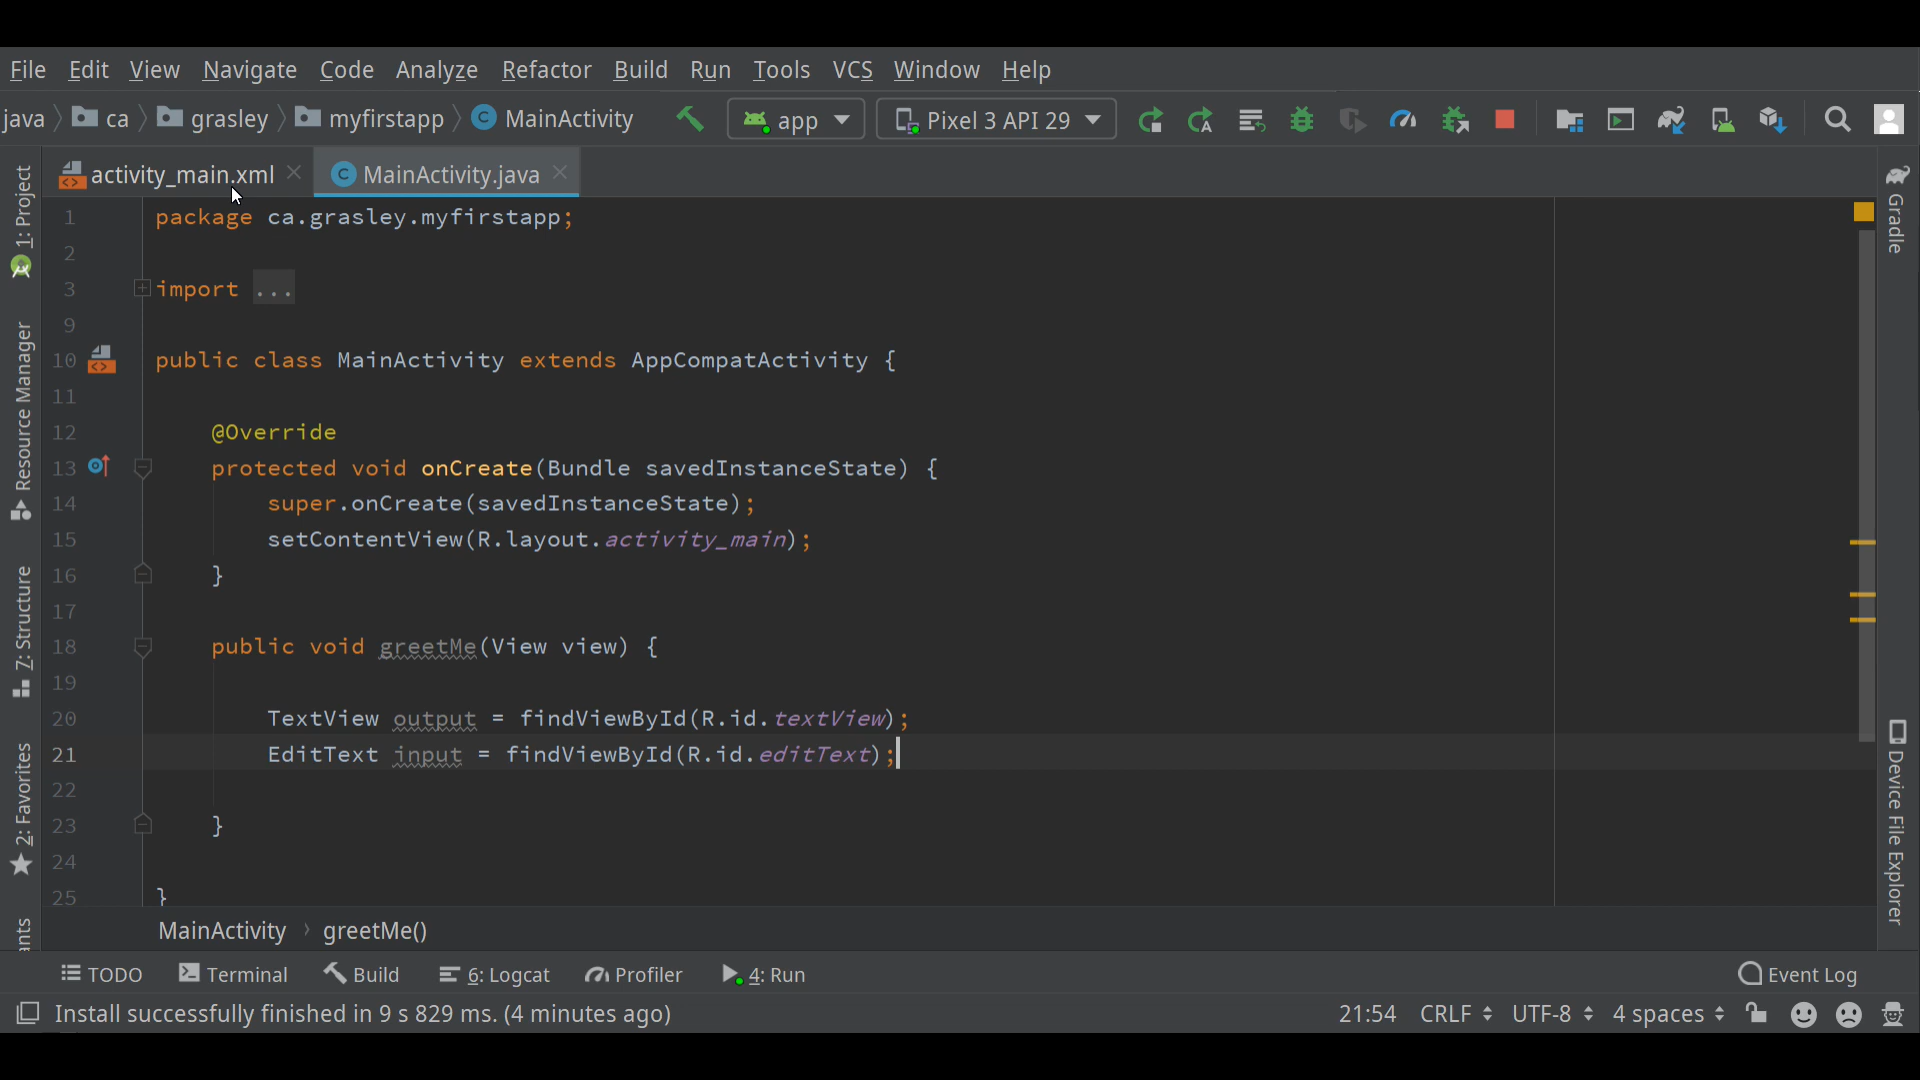 File Edit View Navigate Code Analyze Refactor Build Run Tools VCS Window Help
java ca grasley myfirstapp MainActivity app Pixel 3 API 29
activity_main.xml MainActivity.java
1: Project
Resource Manager
7: Structure
2: Favorites
ants
Gradle
Device File Explorer
1 package ca.grasley.myfirstapp;
2
3 import ...
9
10 public class MainActivity extends AppCompatActivity {
11
12 @Override
13 protected void onCreate(Bundle savedInstanceState) {
14 super.onCreate(savedInstanceState);
15 setContentView(R.layout.activity_main);
16 }
17
18 public void greetMe(View view) {
19
20 TextView output = findViewById(R.id.textView);
21 EditText input = findViewById(R.id.editText);
22
23 }
24
25 }
MainActivity greetMe()
TODO Terminal Build 6: Logcat Profiler 4: Run Event Log
Install successfully finished in 9 s 829 ms. (4 minutes ago) 21:54 CRLF UTF-8 4 spaces